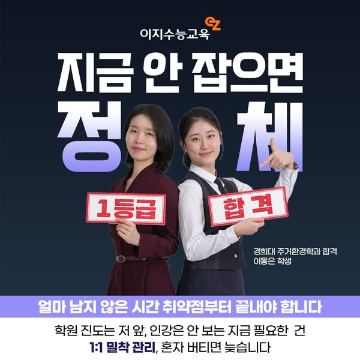 이지수능교육 ez
지금 안 잡으면
정체
1등급
합격
경희대 주거환경학과 합격
이동은 학생
얼마 남지 않은 시간 취약점부터 끝내야 합니다
학원 진도는 저 앞, 인강은 안 보는 지금 필요한 건
1:1 밀착 관리, 혼자 버티면 늦습니다